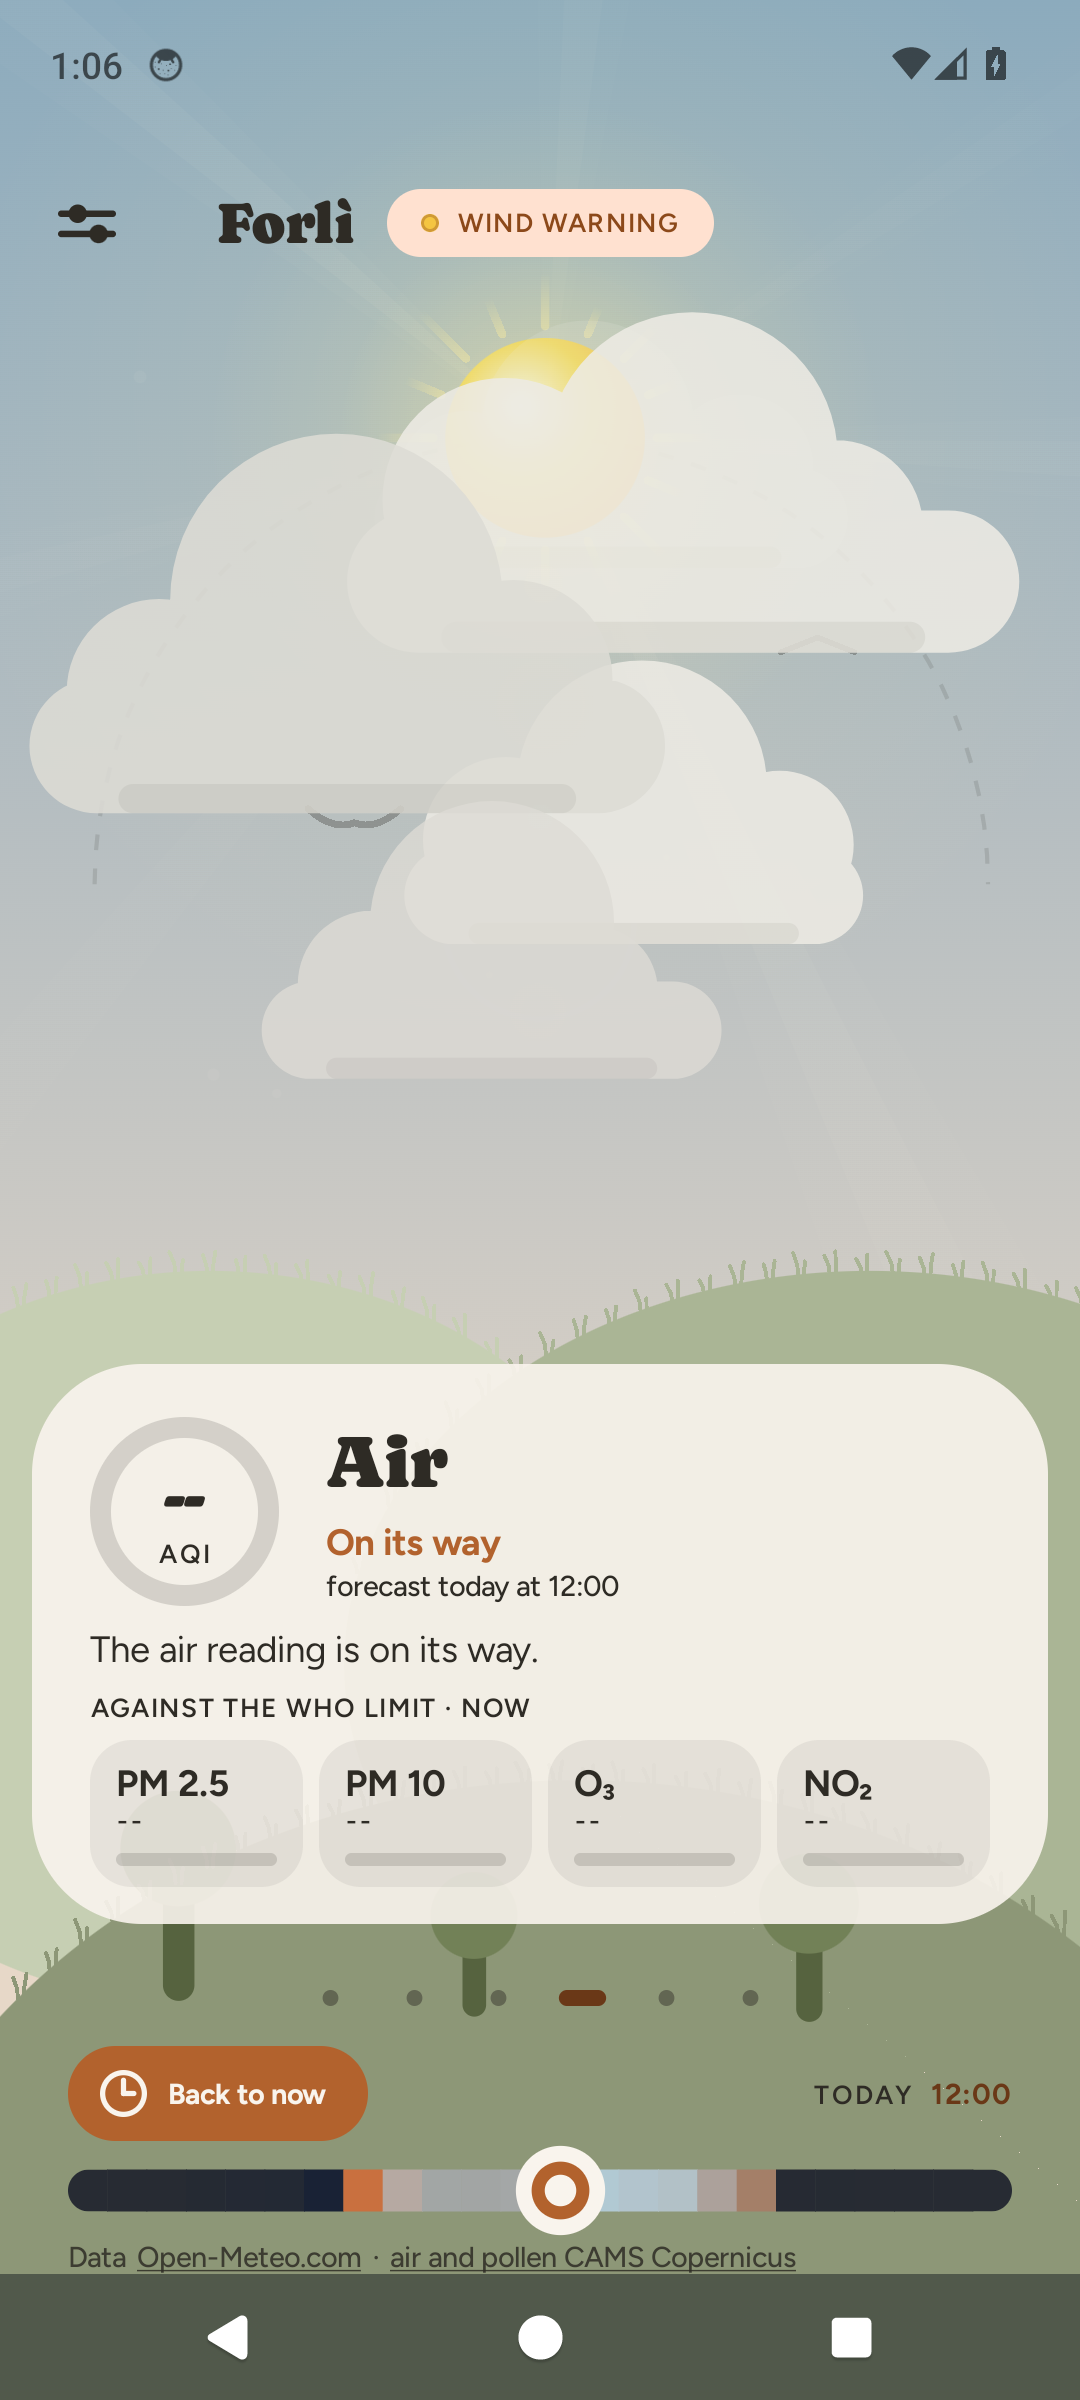 1:06
Forlì
WIND WARNING
Air
--
AQI
On its way
forecast today at 12:00
The air reading is on its way.
AGAINST THE WHO LIMIT · NOW
PM 2.5
--
PM 10
--
O₃
--
NO₂
--
Back to now
TODAY 12:00
Data Open-Meteo.com · air and pollen CAMS Copernicus